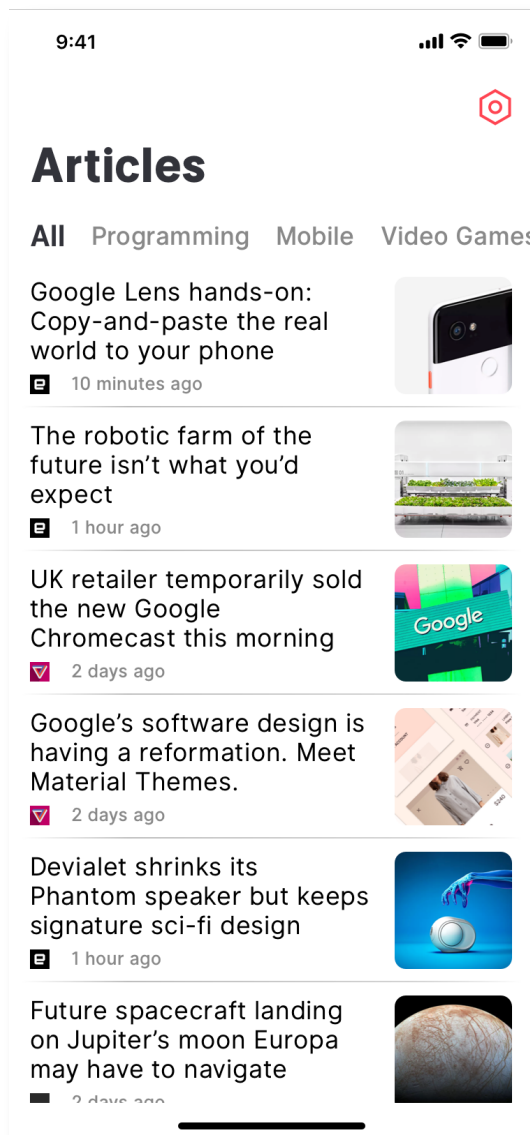 9:41
Articles
All Programming Mobile Video Games
Google Lens hands-on:
Copy-and-paste the real
world to your phone
10 minutes ago
The robotic farm of the
future isn’t what you’d
expect
1 hour ago
UK retailer temporarily sold
the new Google
Chromecast this morning
Google
2 days ago
Google’s software design is
having a reformation. Meet
Material Themes.
$240
2 days ago
Devialet shrinks its
Phantom speaker but keeps
signature sci-fi design
1 hour ago
Future spacecraft landing
on Jupiter’s moon Europa
may have to navigate
2 days ago